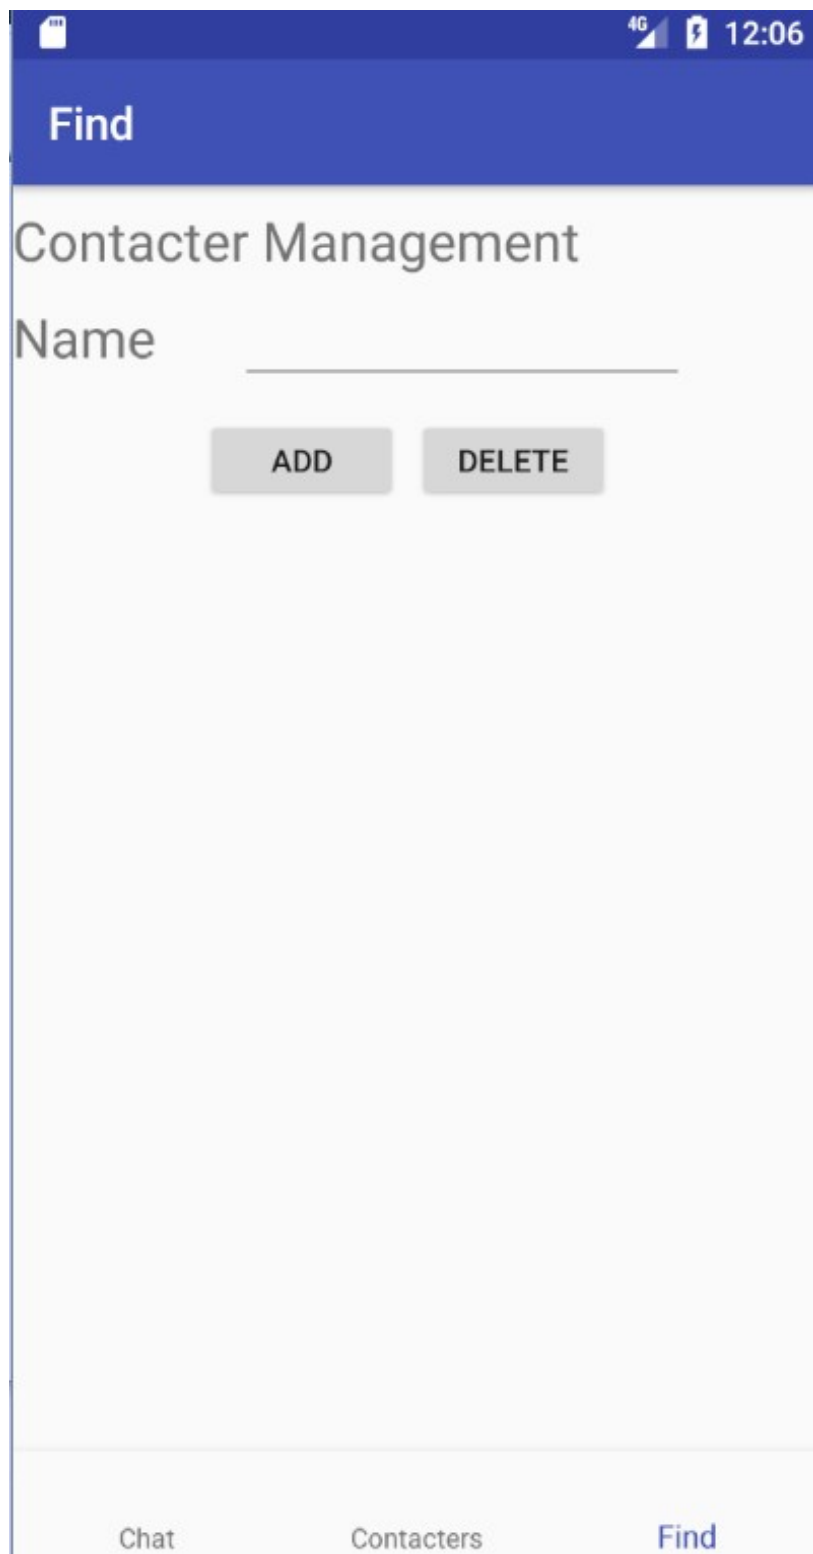 4G 12:06
Find
Contacter Management
Name
ADD DELETE
Chat Contacters Find